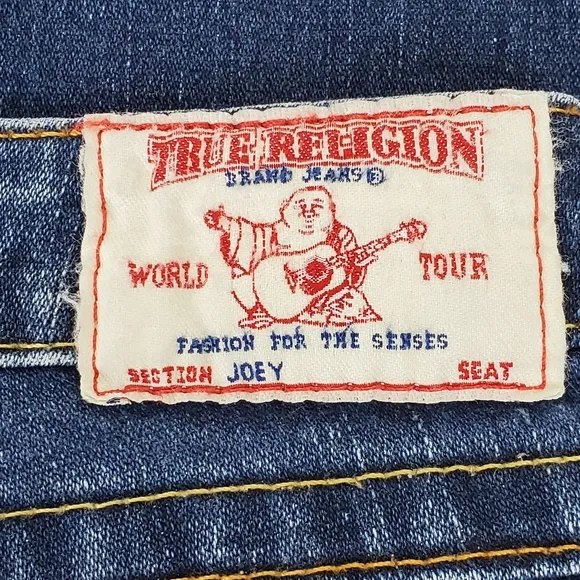 TRUE RELIGION
BRAND JEANS®
WORLD TOUR
FASHION FOR THE SENSES
SECTION JOEY SEAT